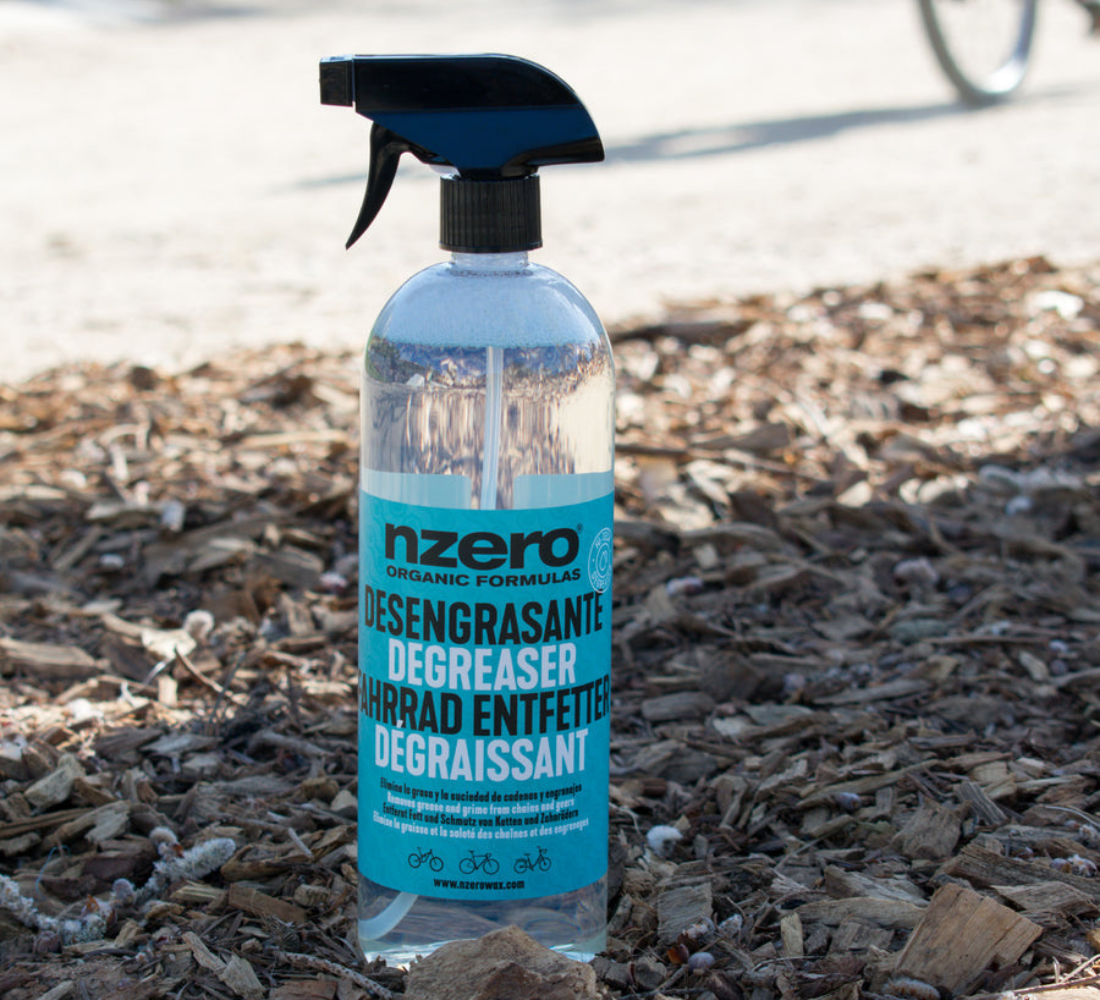 nzero®
ORGANIC FORMULAS
DESENGRASANTE
DEGREASER
AHRRAD ENTFETTER
DÉGRAISSANT
Elimina la grasa y la suciedad de cadenas y engranajes
Removes grease and grime from chains and gears
Entfernt Fett und Schmutz von Ketten und Zahnrädern
Elimine la graisse et la saleté des chaînes et des engrenages
www.nzerowax.com